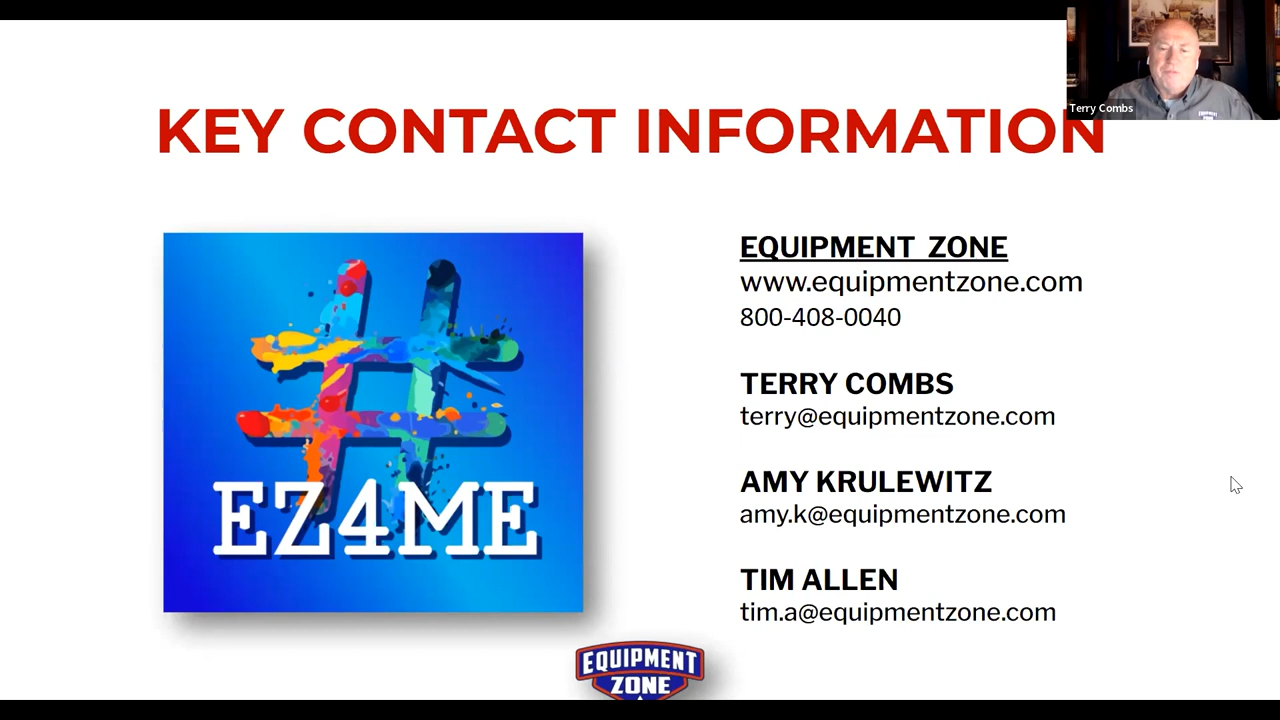 Terry Combs
EQUIPMENT
KEY CONTACT INFORMATION
EQUIPMENT ZONE
www.equipmentzone.com
800-408-0040
TERRY COMBS
terry@equipmentzone.com
AMY KRULEWITZ
amy.k@equipmentzone.com
TIM ALLEN
tim.a@equipmentzone.com
#
EZ4ME
EQUIPMENT
ZONE